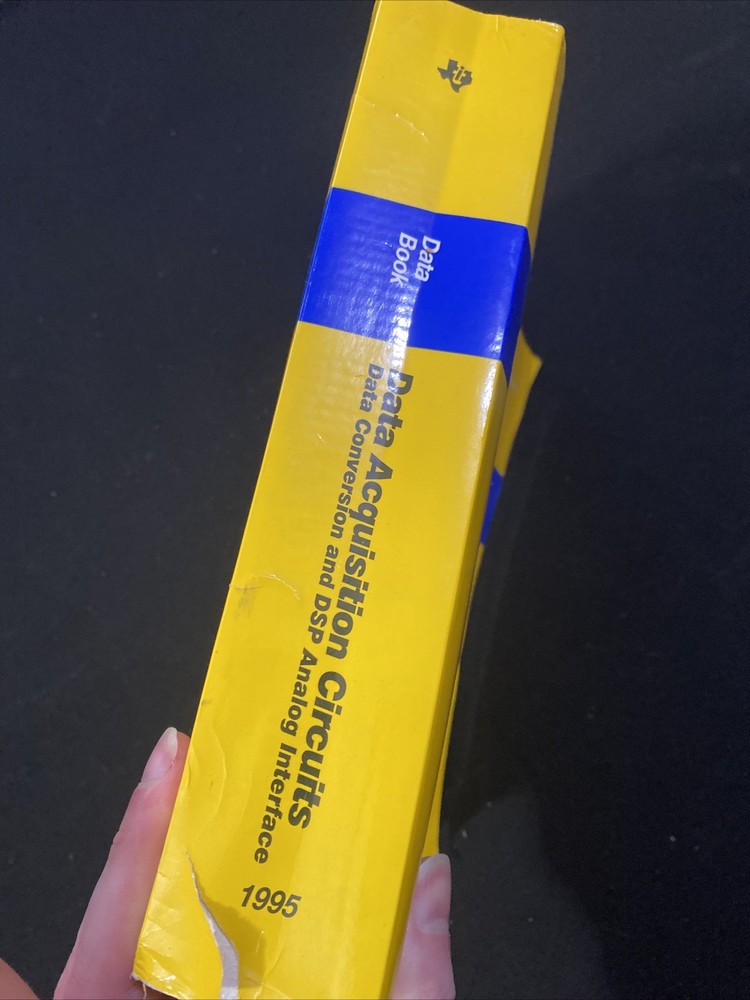 Data
Book
Data Acquisition Circuits
Data Conversion and DSP Analog Interface
1995